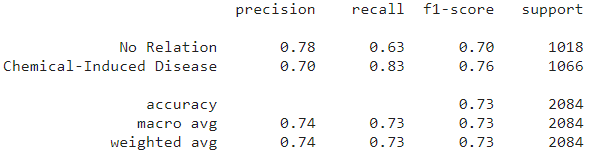 precision recall f1-score support
No Relation 0.78 0.63 0.70 1018
Chemical-Induced Disease 0.70 0.83 0.76 1066
accuracy 0.73 2084
macro avg 0.74 0.73 0.73 2084
weighted avg 0.74 0.73 0.73 2084